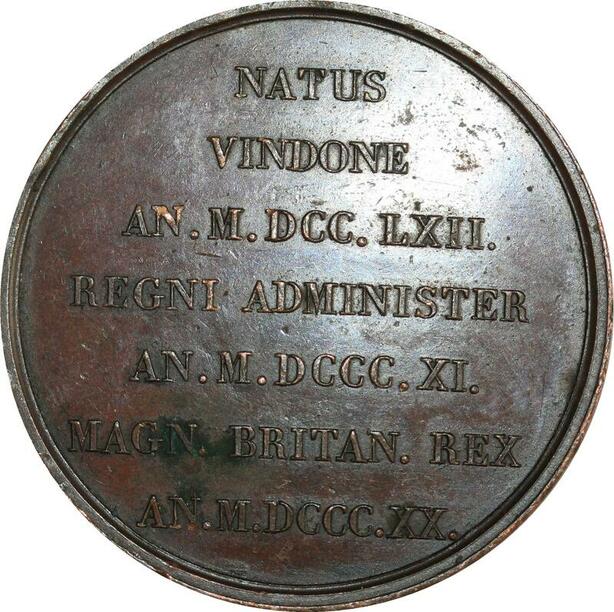 NATUS
VINDONE
AN. M. DCC. LXII.
REGNI ADMINISTER
AN. M. DCCC. XI.
MAGN. BRITAN. REX
AN. M. DCCC. XX.